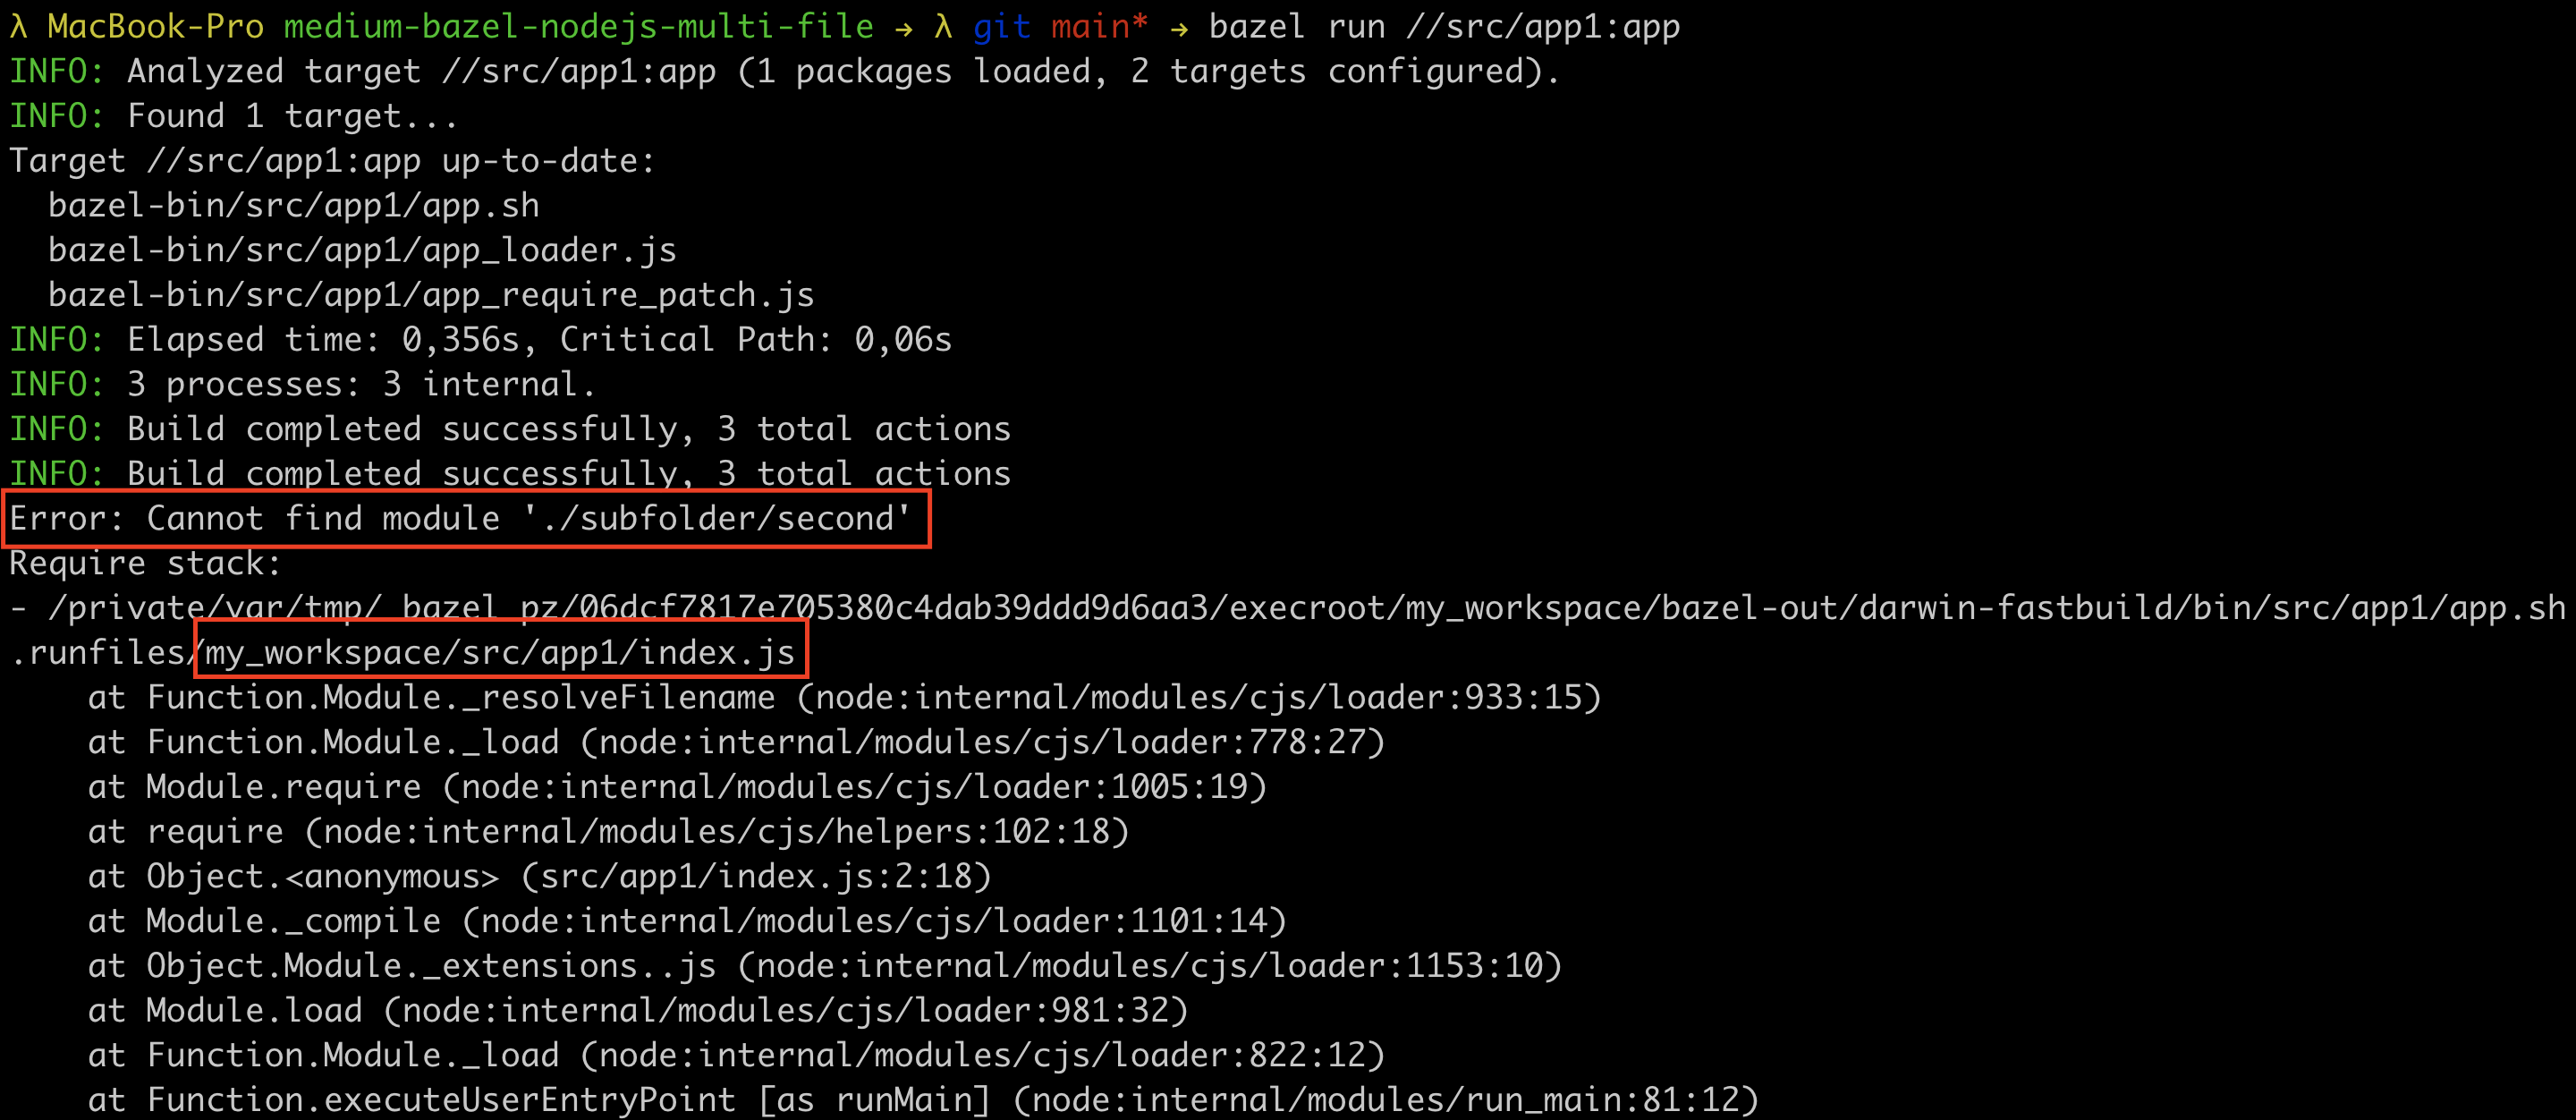 λ MacBook-Pro medium-bazel-nodejs-multi-file → λ git main* → bazel run //src/app1:app
INFO: Analyzed target //src/app1:app (1 packages loaded, 2 targets configured).
INFO: Found 1 target...
Target //src/app1:app up-to-date:
  bazel-bin/src/app1/app.sh
  bazel-bin/src/app1/app_loader.js
  bazel-bin/src/app1/app_require_patch.js
INFO: Elapsed time: 0,356s, Critical Path: 0,06s
INFO: 3 processes: 3 internal.
INFO: Build completed successfully, 3 total actions
INFO: Build completed successfully, 3 total actions
Error: Cannot find module './subfolder/second'
Require stack:
- /private/var/tmp/_bazel_pz/06dcf7817e705380c4dab39ddd9d6aa3/execroot/my_workspace/bazel-out/darwin-fastbuild/bin/src/app1/app.sh
.runfiles/my_workspace/src/app1/index.js
    at Function.Module._resolveFilename (node:internal/modules/cjs/loader:933:15)
    at Function.Module._load (node:internal/modules/cjs/loader:778:27)
    at Module.require (node:internal/modules/cjs/loader:1005:19)
    at require (node:internal/modules/cjs/helpers:102:18)
    at Object.<anonymous> (src/app1/index.js:2:18)
    at Module._compile (node:internal/modules/cjs/loader:1101:14)
    at Object.Module._extensions..js (node:internal/modules/cjs/loader:1153:10)
    at Module.load (node:internal/modules/cjs/loader:981:32)
    at Function.Module._load (node:internal/modules/cjs/loader:822:12)
    at Function.executeUserEntryPoint [as runMain] (node:internal/modules/run_main:81:12)